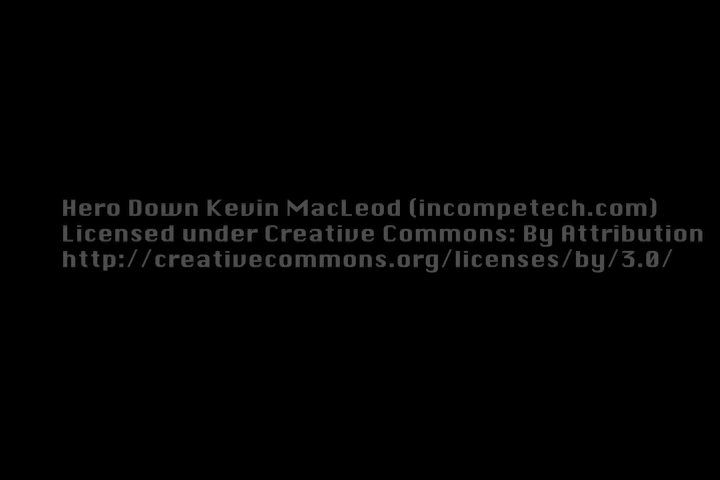 Hero Down Kevin MacLeod (incompetech.com)
Licensed under Creative Commons: By Attribution
http://creativecommons.org/licenses/by/3.0/